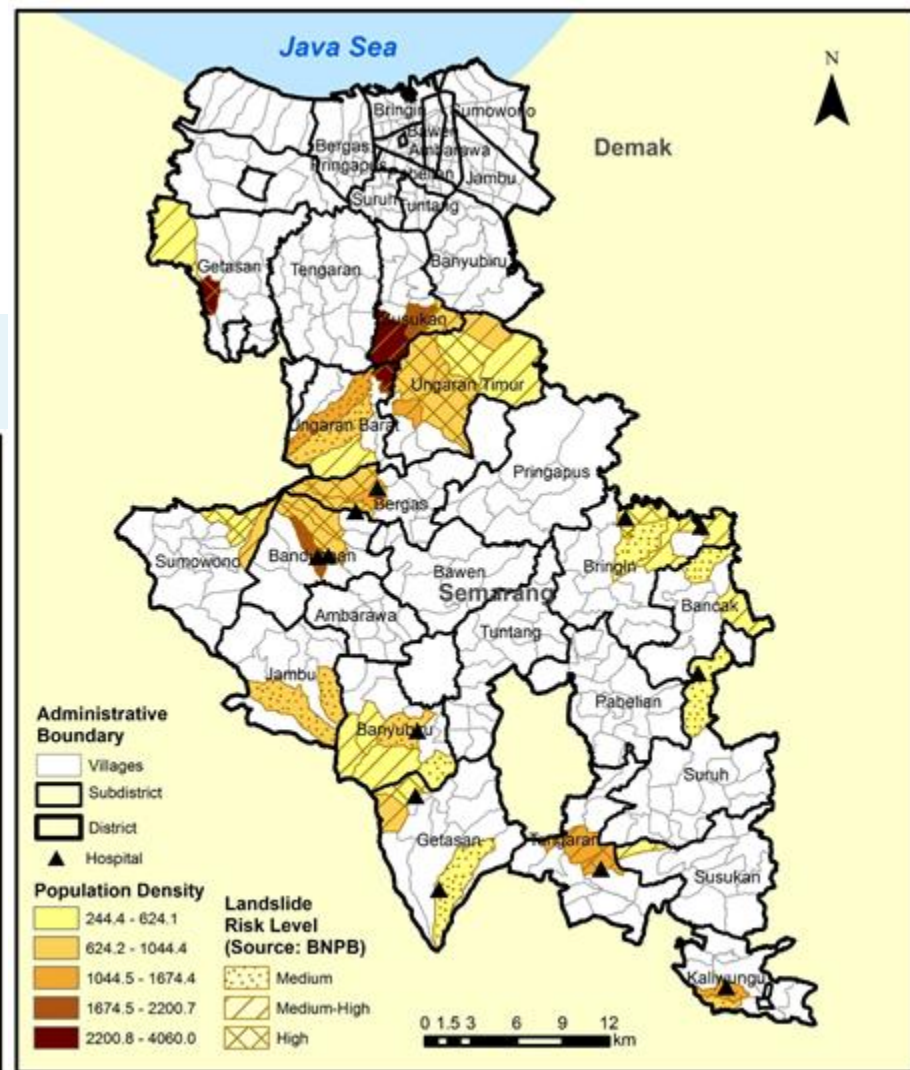 Java Sea
N
Demak
Bringin
Sumowono
Bawen
Ambarawa
Bergas
Pringapus
Pabelian
Jambu
Suruh
Tuntang
Getasan
Tengaran
Banyubiru
Susukan
Ungaran Timur
Ungaran Barat
Pringapus
Bergas
Sumowono
Bandungan
Bawen
Bringin
Semarang
Ambarawa
Tuntang
Bancak
Jambu
Pabelian
Banyubiru
Suruh
Getasan
Tengaran
Susukan
Kaliwungu
Administrative
Boundary
Villages
Subdistrict
District
Hospital
Population Density
244.4 - 624.1
624.2 - 1044.4
1044.5 - 1674.4
1674.5 - 2200.7
2200.8 - 4060.0
Landslide
Risk Level
(Source: BNPB)
Medium
Medium-High
High
0 1.5 3 6 9 12
km